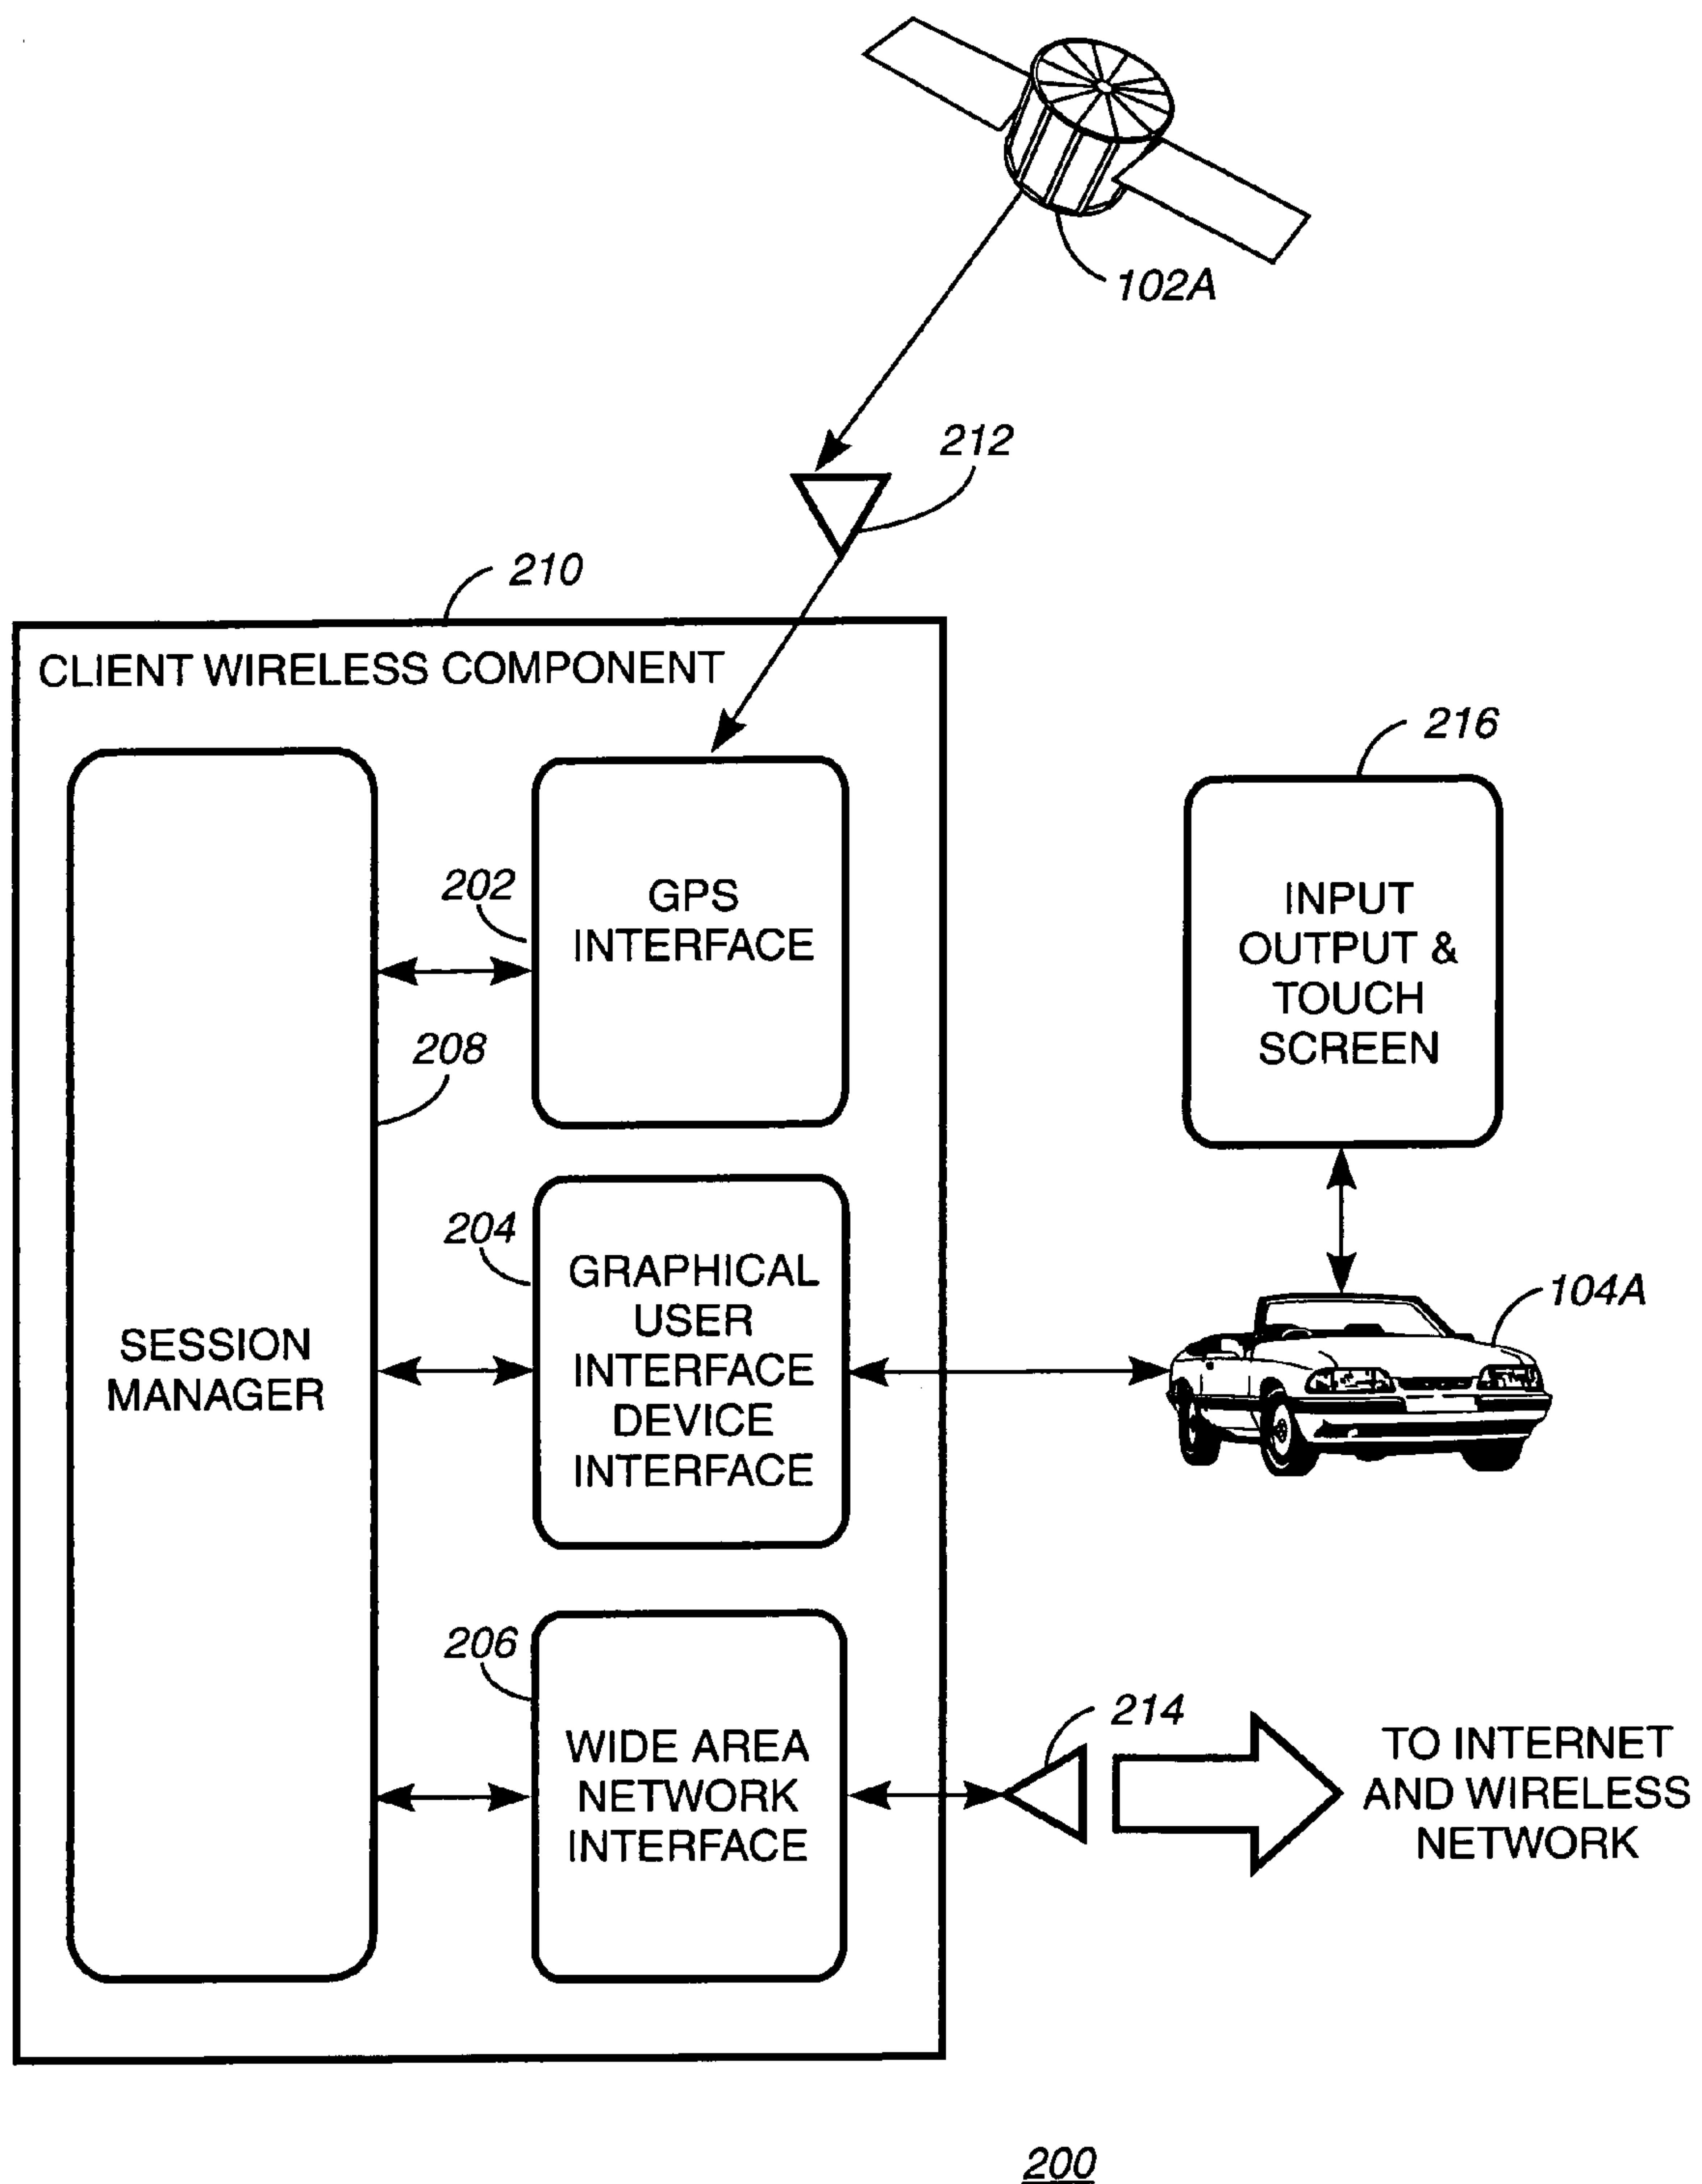 102A
212
210
CLIENT WIRELESS COMPONENT
216
202
GPS
INTERFACE
INPUT
OUTPUT &
TOUCH
SCREEN
208
204
GRAPHICAL
USER
INTERFACE
DEVICE
INTERFACE
104A
SESSION
MANAGER
206
WIDE AREA
NETWORK
INTERFACE
214
TO INTERNET
AND WIRELESS
NETWORK
200